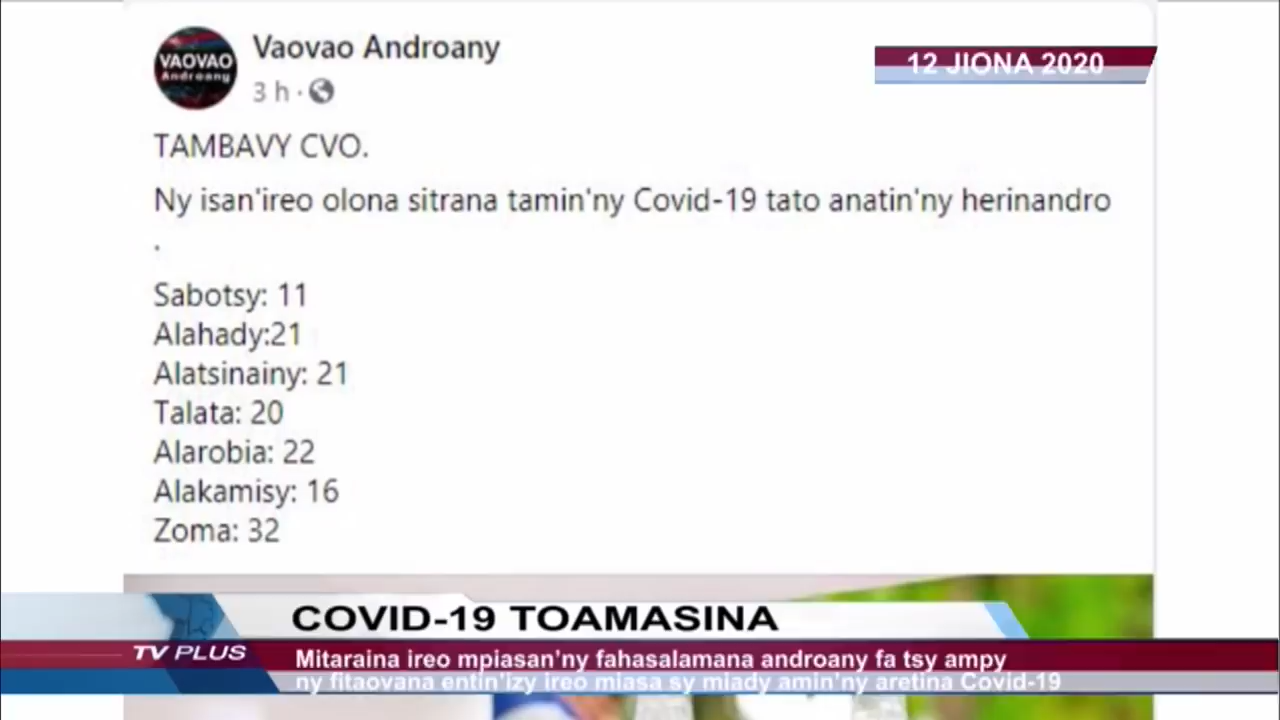 VAOVAO
Androany
Vaovao Androany
3 h ·
12 JIONA 2020
TAMBAVY CVO.
Ny isan'ireo olona sitrana tamin'ny Covid-19 tato anatin'ny herinandro
.
Sabotsy: 11
Alahady:21
Alatsinainy: 21
Talata: 20
Alarobia: 22
Alakamisy: 16
Zoma: 32
COVID-19 TOAMASINA
TV PLUS
Mitaraina ireo mpiasan'ny fahasalamana androany fa tsy ampy
ny fitaovana entin'izy ireo miasa sy miady amin'ny aretina Covid-19